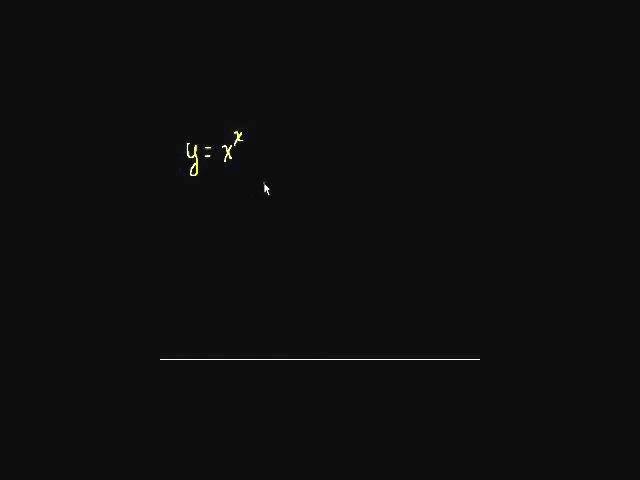 y = x^x